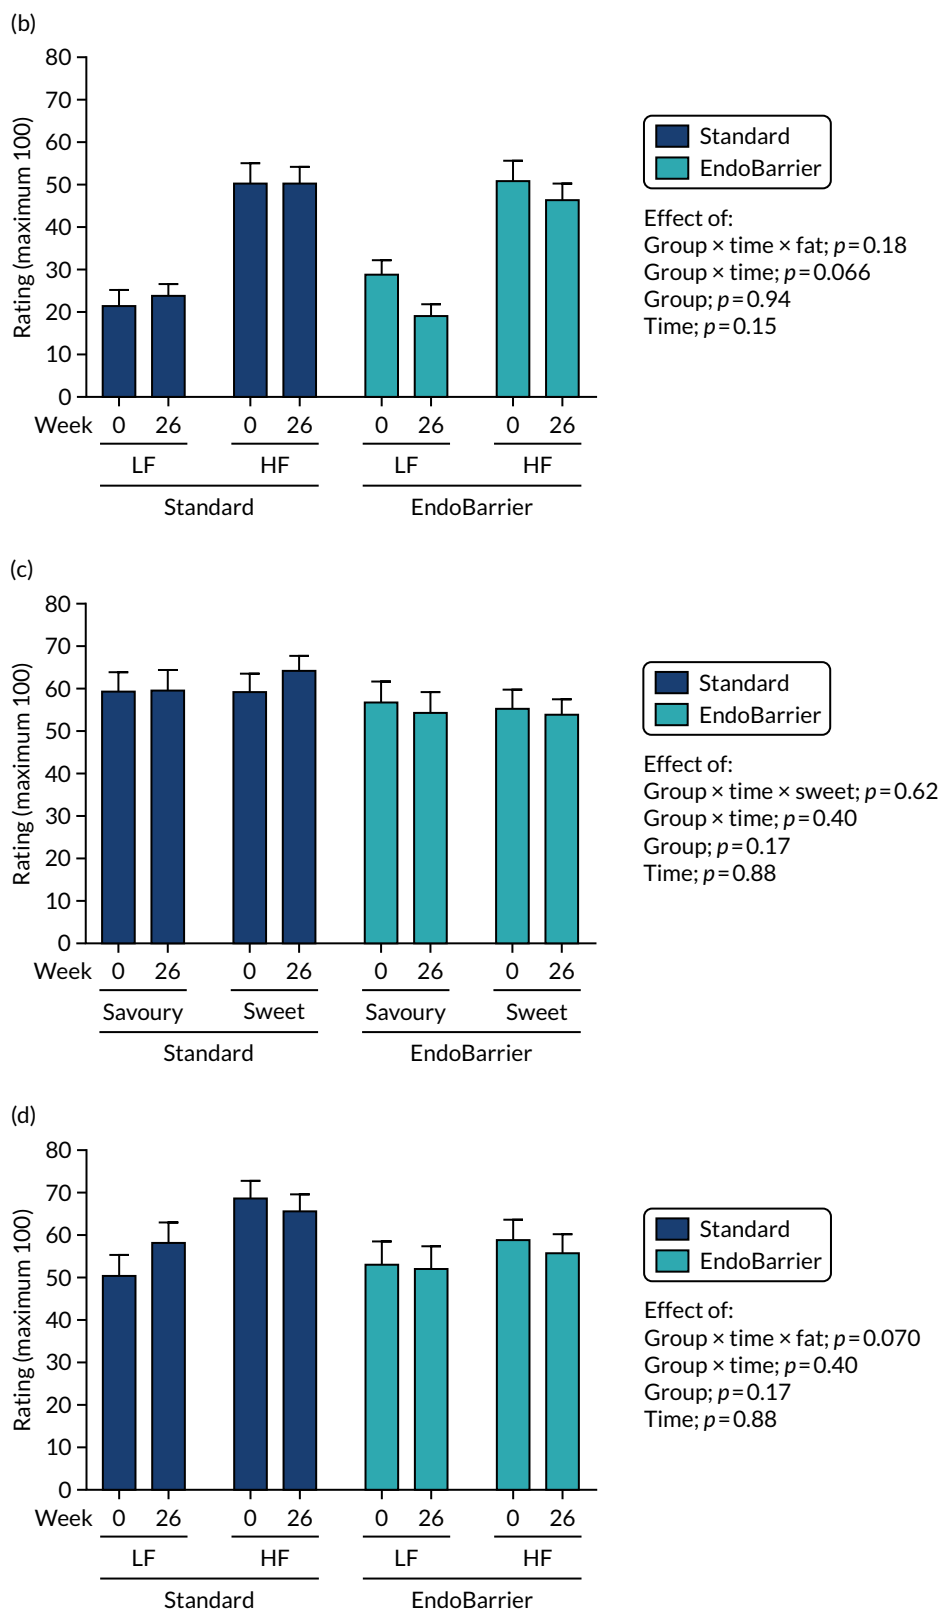 (b)
80
70
60
50
40
30
20
10
0
Rating (maximum 100)
Week 0 26 0 26 0 26 0 26
LF HF LF HF
Standard EndoBarrier
Standard
EndoBarrier
Effect of:
Group × time × fat; p=0.18
Group × time; p=0.066
Group; p=0.94
Time; p=0.15
(c)
80
70
60
50
40
30
20
10
0
Rating (maximum 100)
Week 0 26 0 26 0 26 0 26
Savoury Sweet Savoury Sweet
Standard EndoBarrier
Standard
EndoBarrier
Effect of:
Group × time × sweet; p=0.62
Group × time; p=0.40
Group; p=0.17
Time; p=0.88
(d)
80
70
60
50
40
30
20
10
0
Rating (maximum 100)
Week 0 26 0 26 0 26 0 26
LF HF LF HF
Standard EndoBarrier
Standard
EndoBarrier
Effect of:
Group × time × fat; p=0.070
Group × time; p=0.40
Group; p=0.17
Time; p=0.88